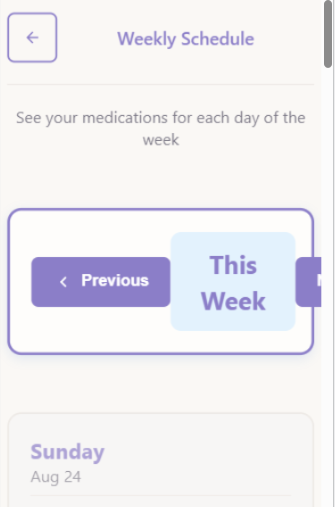 Weekly Schedule
See your medications for each day of the
week
Previous
This
Week
Sunday
Aug 24